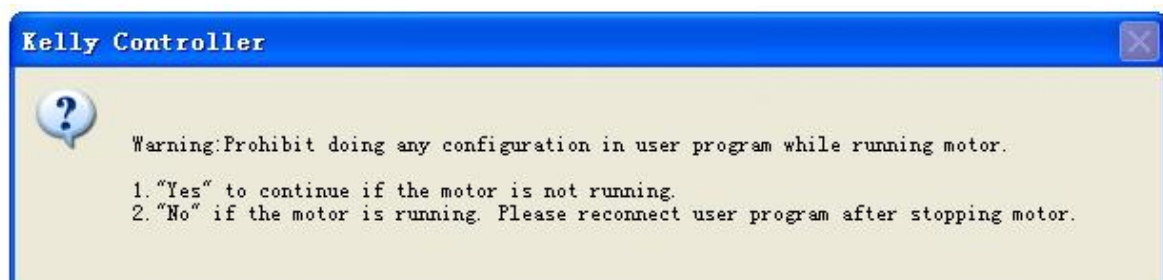 Kelly Controller
?
Warning:Prohibit doing any configuration in user program while running motor.
1."Yes" to continue if the motor is not running.
2."No" if the motor is running. Please reconnect user program after stopping motor.